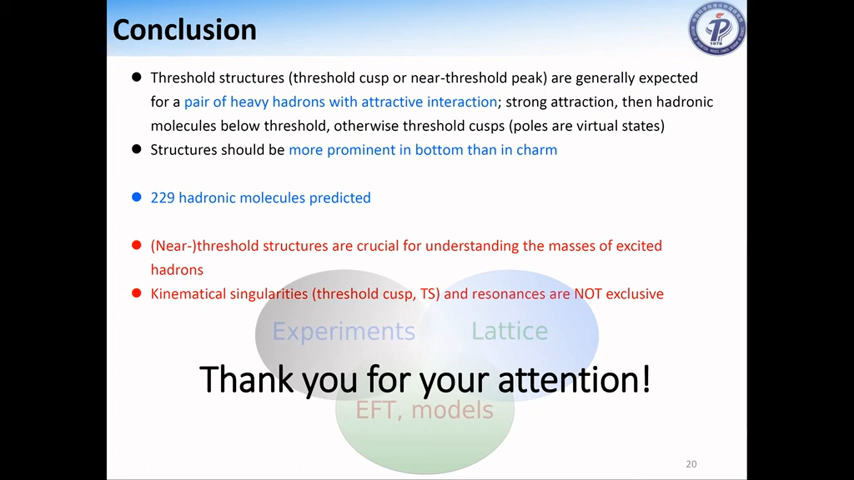 Conclusion
Threshold structures (threshold cusp or near-threshold peak) are generally expected
for a pair of heavy hadrons with attractive interaction; strong attraction, then hadronic
molecules below threshold, otherwise threshold cusps (poles are virtual states)
Structures should be more prominent in bottom than in charm
229 hadronic molecules predicted
(Near-)threshold structures are crucial for understanding the masses of excited
hadrons
Kinematical singularities (threshold cusp, TS) and resonances are NOT exclusive
Experiments
Lattice
Thank you for your attention!
EFT, models
20